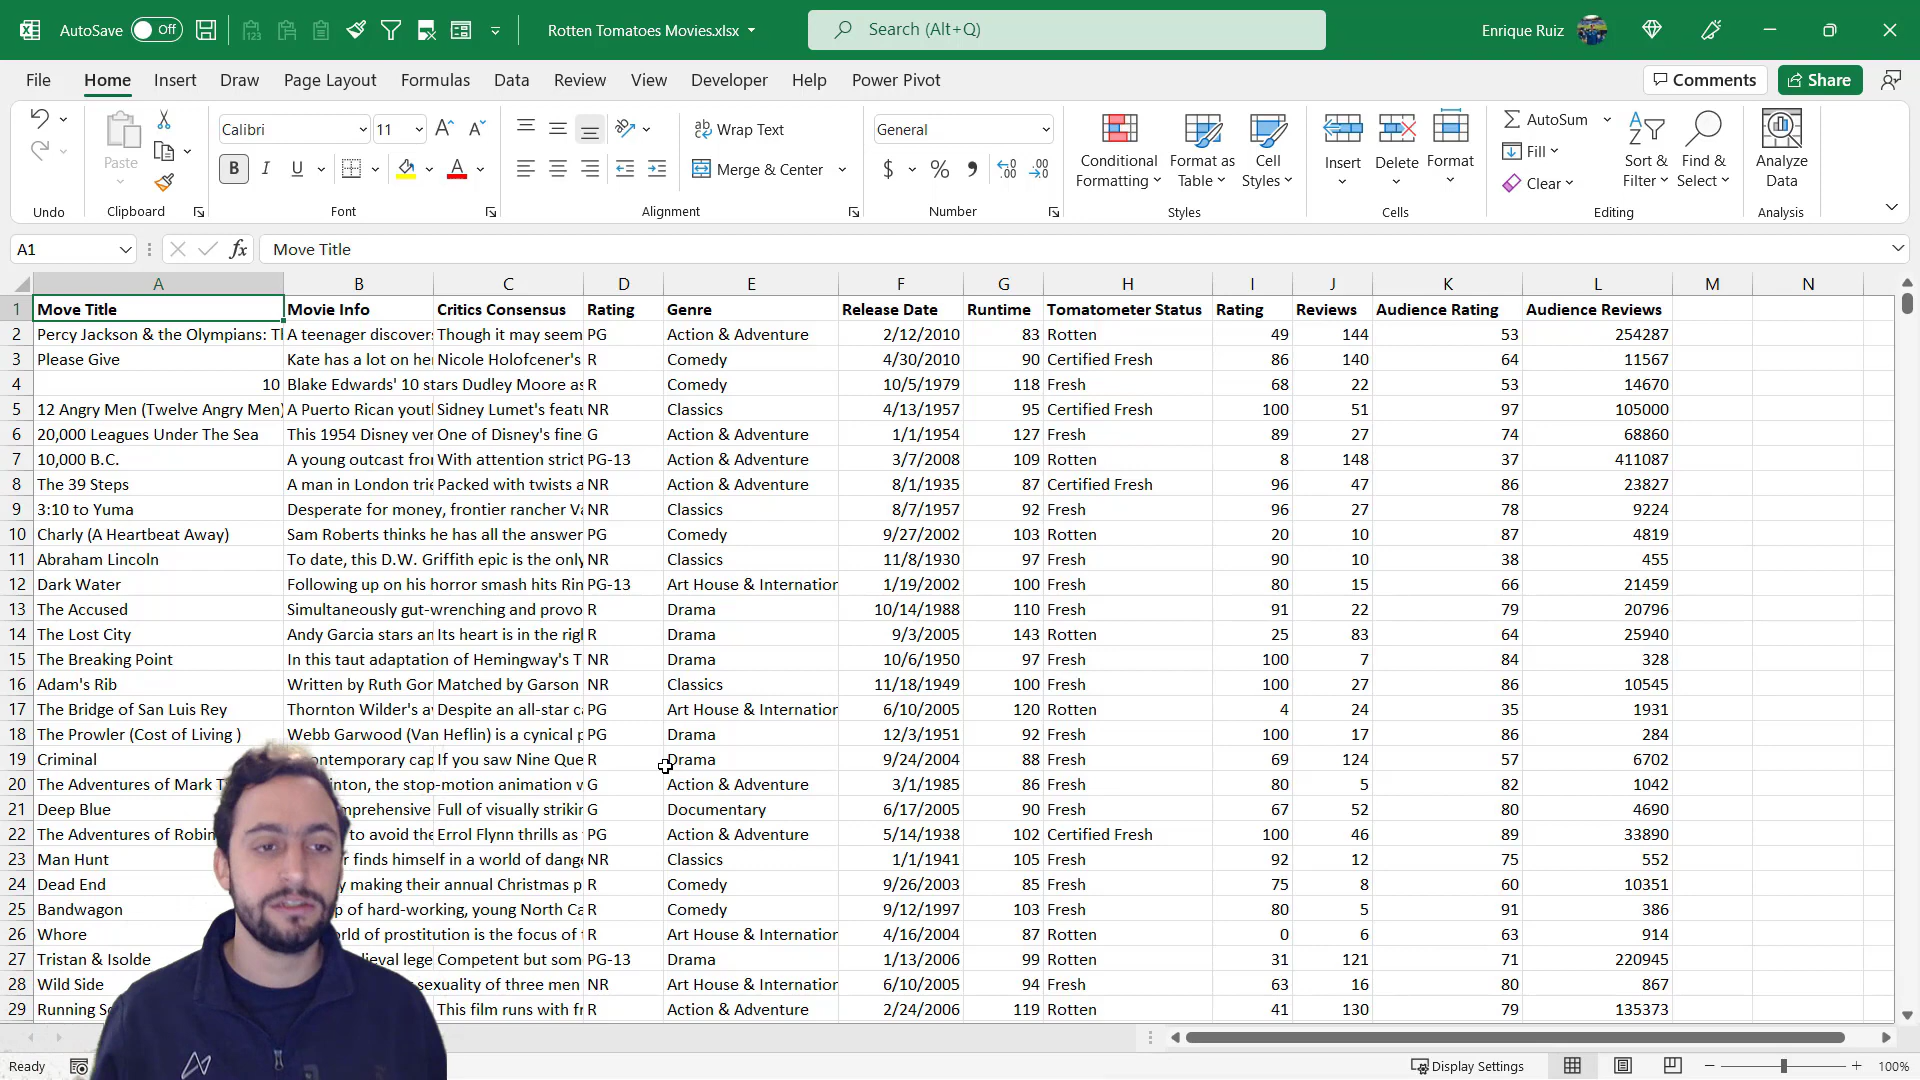 AutoSave Off Rotten Tomatoes Movies.xlsx Search (Alt+Q) Enrique Ruiz
File Home Insert Draw Page Layout Formulas Data Review View Developer Help Power Pivot Comments Share
Calibri 11 Wrap Text General AutoSum
Paste B I U Merge & Center $ % Conditional Formatting Format as Table Cell Styles Insert Delete Format Fill Sort & Filter Find & Select Analyze Data
Clear
Undo Clipboard Font Alignment Number Styles Cells Editing Analysis
A1 fx Move Title
A B C D E F G H I J K L M N
1 Move Title Movie Info Critics Consensus Rating Genre Release Date Runtime Tomatometer Status Rating Reviews Audience Rating Audience Reviews
2 Percy Jackson & the Olympians: A teenager discover Though it may seem PG Action & Adventure 2/12/2010 83 Rotten 49 144 53 254287
3 Please Give Kate has a lot on Nicole Holofcener's R Comedy 4/30/2010 90 Certified Fresh 86 140 64 11567
4 10 Blake Edwards' 10 stars Dudley Moore as R Comedy 10/5/1979 118 Fresh 68 22 53 14670
5 12 Angry Men (Twelve Angry Men) A Puerto Rican Sidney Lumet's NR Classics 4/13/1957 95 Certified Fresh 100 51 97 105000
6 20,000 Leagues Under The Sea This 1954 Disney One of Disney's fine G Action & Adventure 1/1/1954 127 Fresh 89 27 74 68860
7 10,000 B.C. A young outcast With attention strict PG-13 Action & Adventure 3/7/2008 109 Rotten 8 148 37 411087
8 The 39 Steps A man in London Packed with twists a NR Action & Adventure 8/1/1935 87 Certified Fresh 96 47 86 23827
9 3:10 to Yuma Desperate for money, frontier rancher NR Classics 8/7/1957 92 Fresh 96 27 78 9224
10 Charly (A Heartbeat Away) Sam Roberts thinks he has all the answer PG Comedy 9/27/2002 103 Rotten 20 10 87 4819
11 Abraham Lincoln To date, this D.W. Griffith epic is the only NR Classics 11/8/1930 97 Fresh 90 10 38 455
12 Dark Water Following up on his horror smash hits PG-13 Art House & Internation 1/19/2002 100 Fresh 80 15 66 21459
13 The Accused Simultaneously gut-wrenching and provo R Drama 10/14/1988 110 Fresh 91 22 79 20796
14 The Lost City Andy Garcia stars an Its heart is in the R Drama 9/3/2005 143 Rotten 25 83 64 25940
15 The Breaking Point In this taut adaptation of Hemingway's T NR Drama 10/6/1950 97 Fresh 100 7 84 328
16 Adam's Rib Written by Ruth Gor Matched by Garson NR Classics 11/18/1949 100 Fresh 100 27 86 10545
17 The Bridge of San Luis Rey Thornton Wilder's Despite an all-star PG Art House & Internation 6/10/2005 120 Rotten 4 24 35 1931
18 The Prowler (Cost of Living ) Webb Garwood (Van Heflin) is a cynical PG Drama 12/3/1951 92 Fresh 100 17 86 284
19 Criminal ontemporary cap If you saw Nine Que R Drama 9/24/2004 88 Fresh 69 124 57 6702
20 The Adventures of Mark T inton, the stop-motion animation G Action & Adventure 3/1/1985 86 Fresh 80 5 82 1042
21 Deep Blue mprehensive Full of visually strikin G Documentary 6/17/2005 90 Fresh 67 52 80 4690
22 The Adventures of Robin to avoid the Errol Flynn thrills as PG Action & Adventure 5/14/1938 102 Certified Fresh 100 46 89 33890
23 Man Hunt r finds himself in a world of dange NR Classics 1/1/1941 105 Fresh 92 12 75 552
24 Dead End y making their annual Christmas p R Comedy 9/26/2003 85 Fresh 75 8 60 10351
25 Bandwagon p of hard-working, young North Ca R Comedy 9/12/1997 103 Fresh 80 5 91 386
26 Whore rld of prostitution is the focus of R Art House & Internation 4/16/2004 87 Rotten 0 6 63 914
27 Tristan & Isolde dieval lege Competent but som PG-13 Drama 1/13/2006 99 Rotten 31 121 71 220945
28 Wild Side sexuality of three men NR Art House & Internation 6/10/2005 94 Fresh 63 16 80 867
29 Running This film runs with R Action & Adventure 2/24/2006 119 Rotten 41 130 79 135373
Ready Display Settings 100%